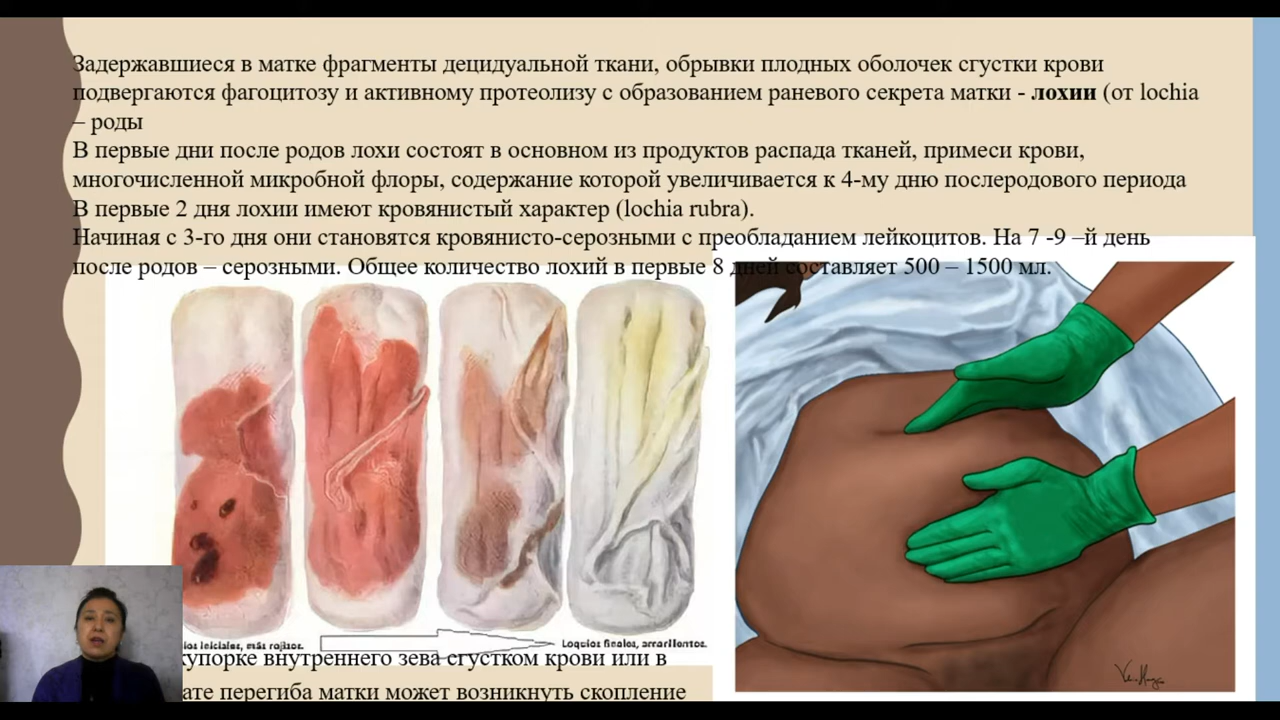 Задержавшиеся в матке фрагменты децидуальной ткани, обрывки плодных оболочек сгустки крови
подвергаются фагоцитозу и активному протеолизу с образованием раневого секрета матки - лохии (от lochia
– роды
В первые дни после родов лохи состоят в основном из продуктов распада тканей, примеси крови,
многочисленной микробной флоры, содержание которой увеличивается к 4-му дню послеродового периода
В первые 2 дня лохии имеют кровянистый характер (lochia rubra).
Начиная с 3-го дня они становятся кровянисто-серозными с преобладанием лейкоцитов. На 7 -9 –й день
после родов – серозными. Общее количество лохий в первые 8 дней составляет 500 – 1500 мл.
iniciales, más rojizos.
Loquios finales, amarillentos.
внутреннего зева сгустком крови или в
перегиба матки может возникнуть скопление